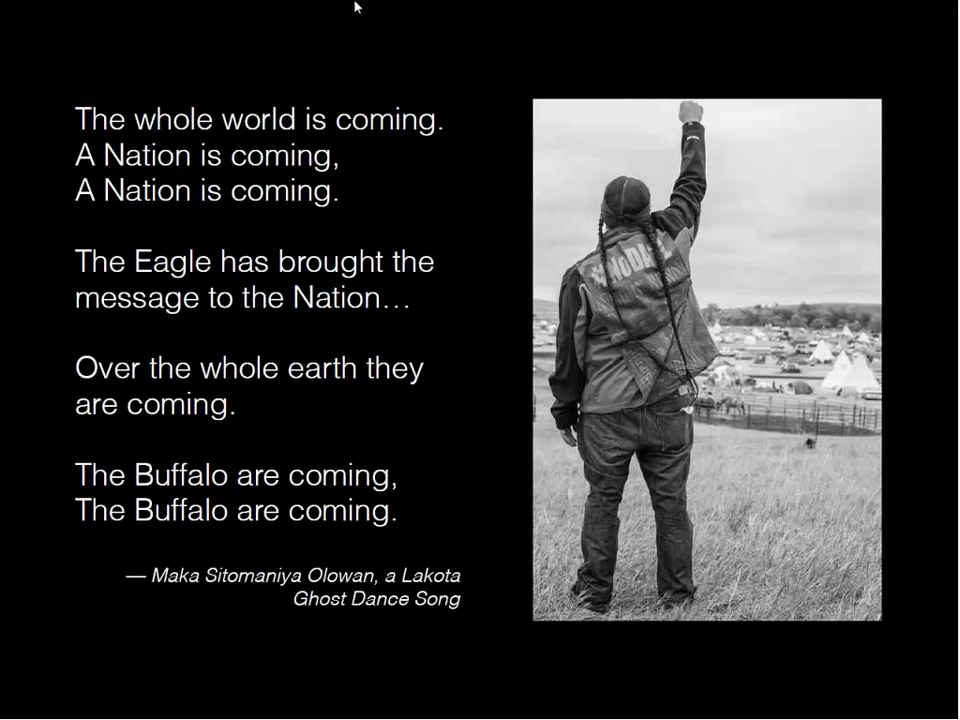 The whole world is coming.
A Nation is coming,
A Nation is coming.
The Eagle has brought the
message to the Nation…
Over the whole earth they
are coming.
The Buffalo are coming,
The Buffalo are coming.
— Maka Sitomaniya Olowan, a Lakota
Ghost Dance Song